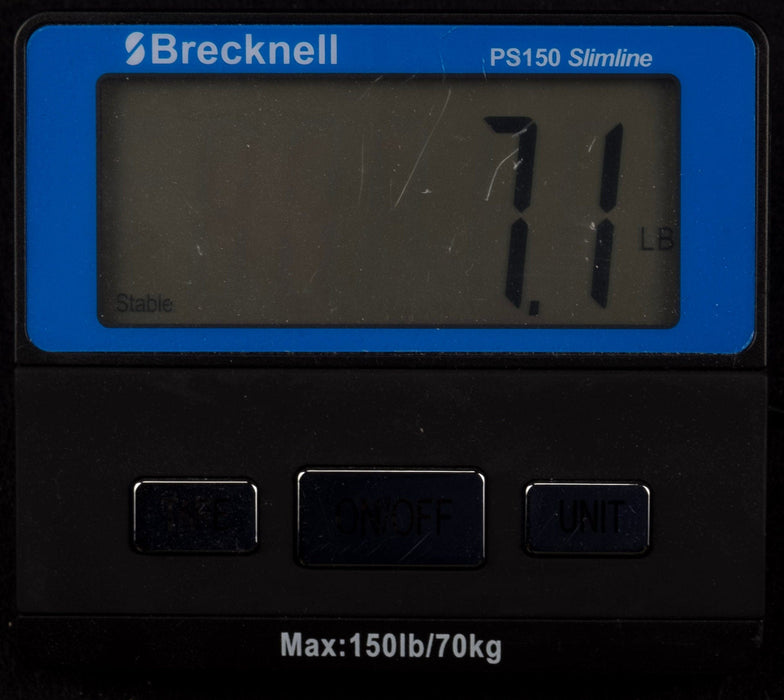 Brecknell
PS150 Slimline
7.1
LB
Stable
ON/OFF
UNIT
Max:150lb/70kg